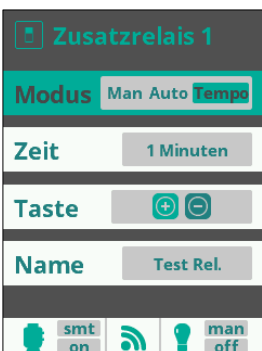 Zusatzrelais 1
Modus Man Auto Tempo
Zeit 1 Minuten
Taste
Name Test Rel.
smt man
on off